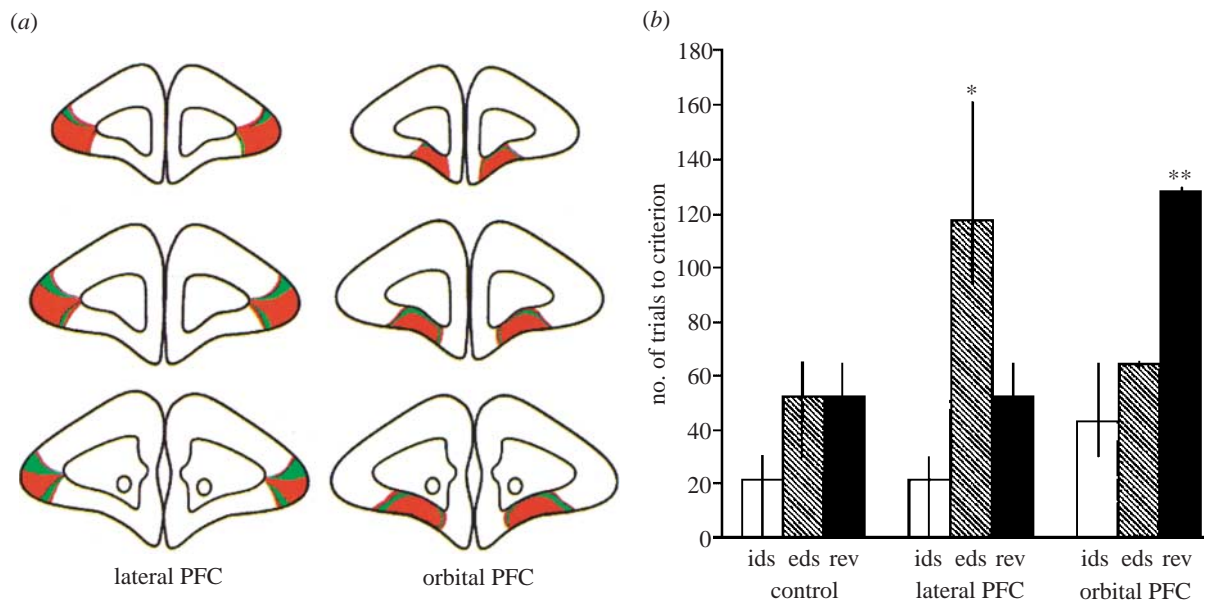 (a)
lateral PFC
orbital PFC
(b)
no. of trials to criterion
180
160
140
120
100
80
60
40
20
0
*
**
ids eds rev
ids eds rev
ids eds rev
control
lateral PFC
orbital PFC